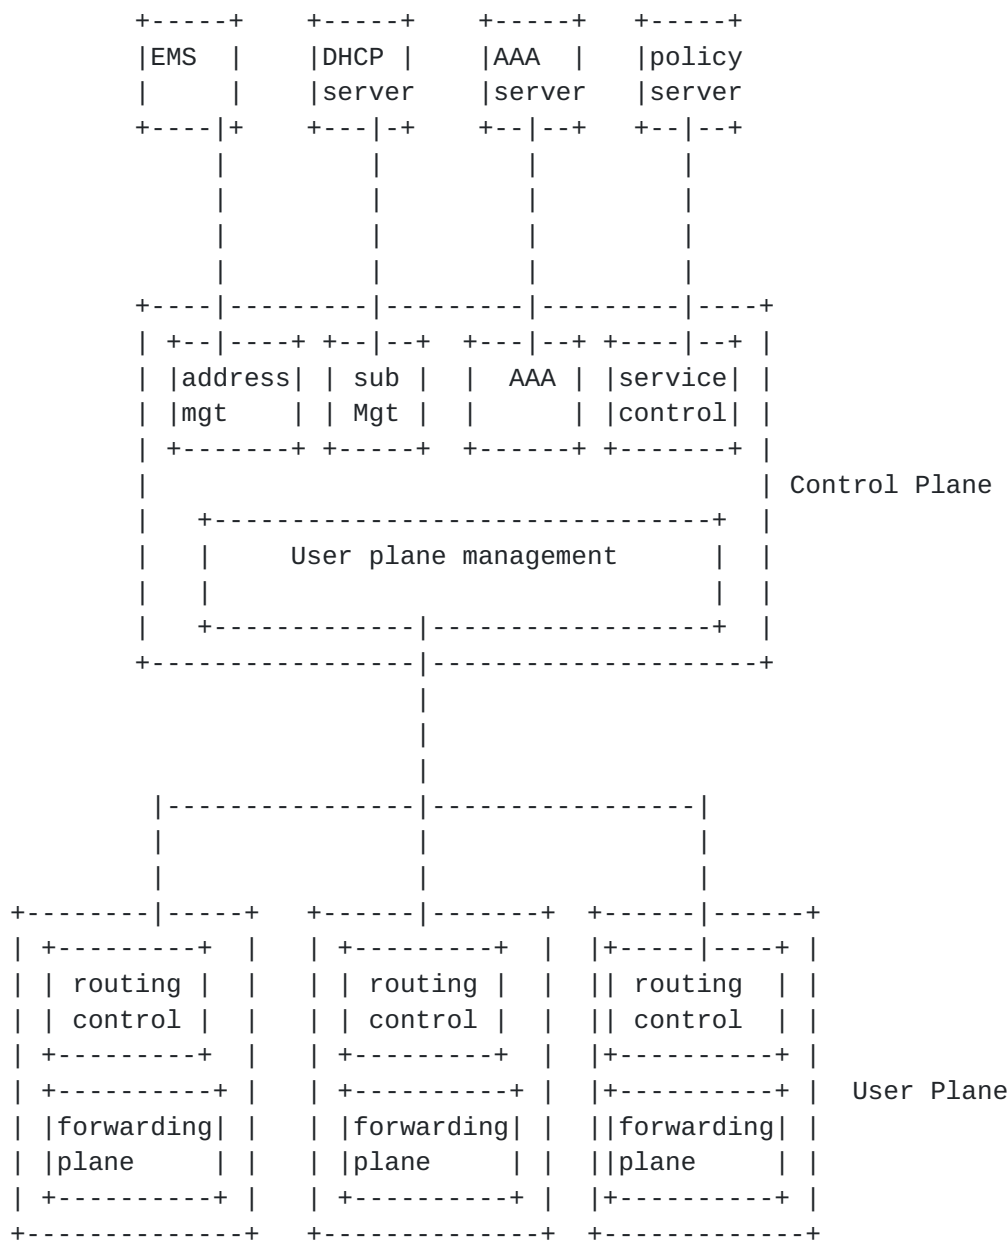 EMS DHCP AAA policy
server server server
address sub AAA service
mgt Mgt control
Control Plane
User plane management
routing routing routing
control control control
User Plane
forwarding forwarding forwarding
plane plane plane